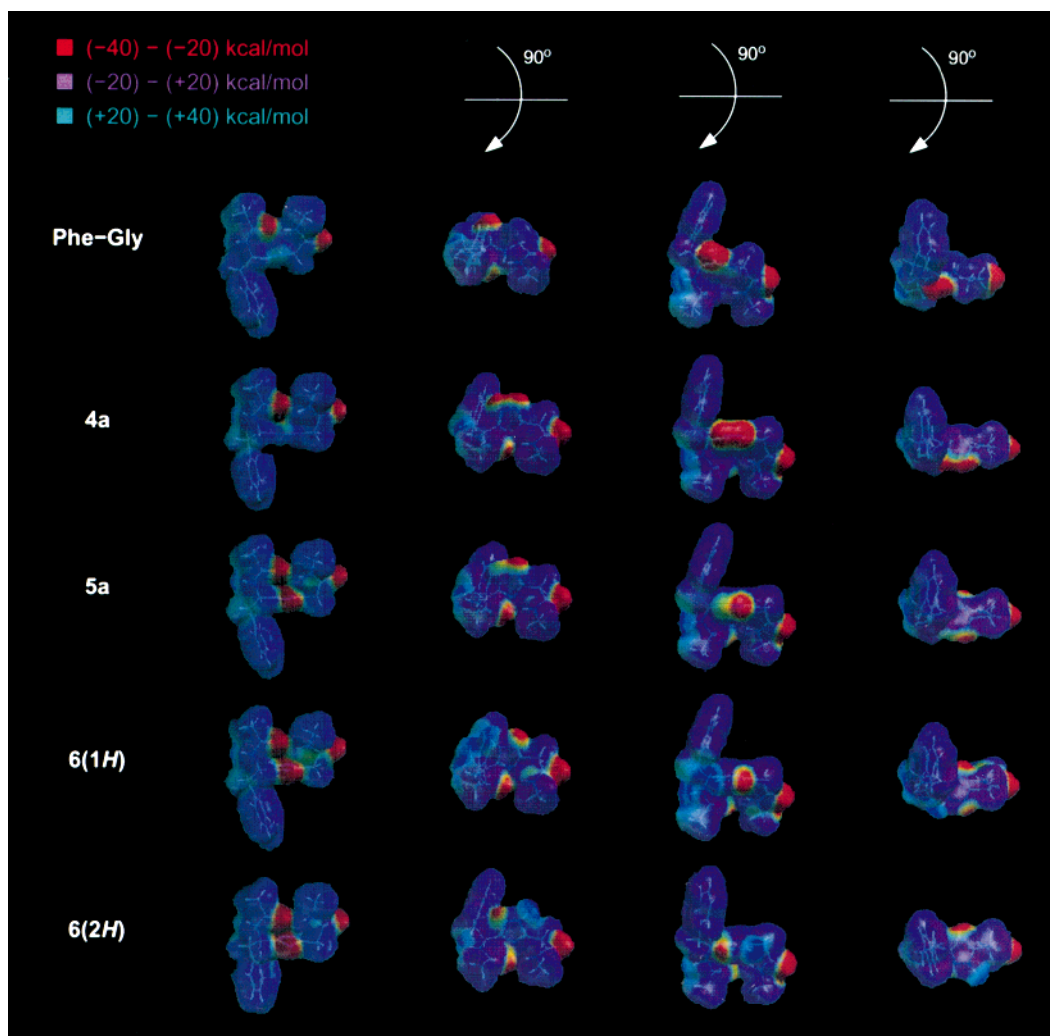 (−40) − (−20) kcal/mol
(−20) − (+20) kcal/mol
(+20) − (+40) kcal/mol
90° 90° 90°
Phe−Gly
4a
5a
6(1H)
6(2H)